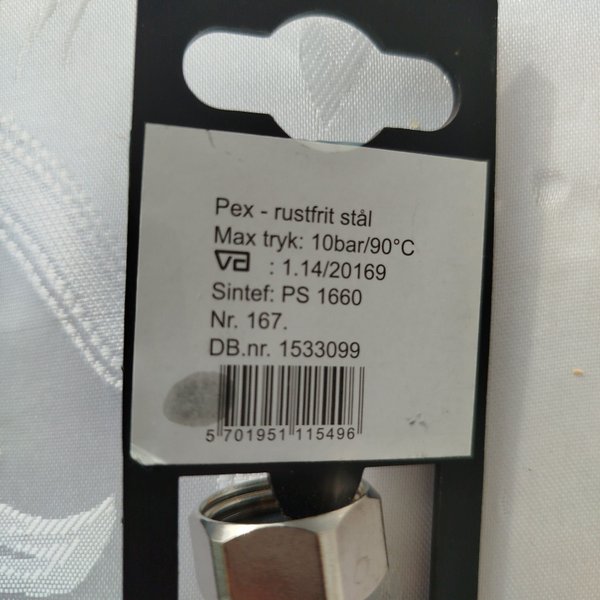 Pex - rustfrit stål
Max tryk: 10bar/90°C
va : 1.14/20169
Sintef: PS 1660
Nr. 167.
DB.nr. 1533099
5 701951 115496